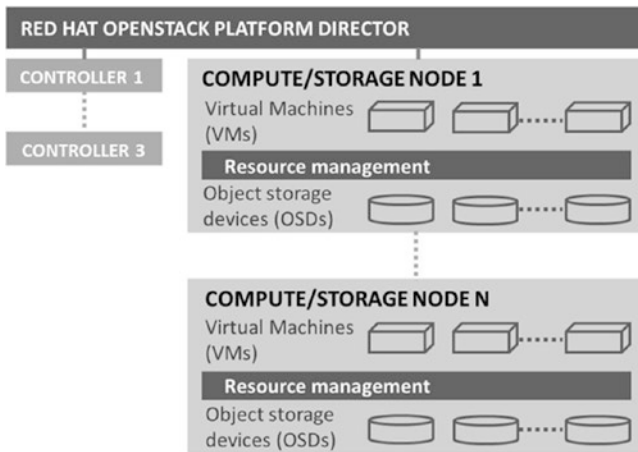 RED HAT OPENSTACK PLATFORM DIRECTOR
CONTROLLER 1
CONTROLLER 3
COMPUTE/STORAGE NODE 1
Virtual Machines
(VMs)
Resource management
Object storage
devices (OSDs)
COMPUTE/STORAGE NODE N
Virtual Machines
(VMs)
Resource management
Object storage
devices (OSDs)